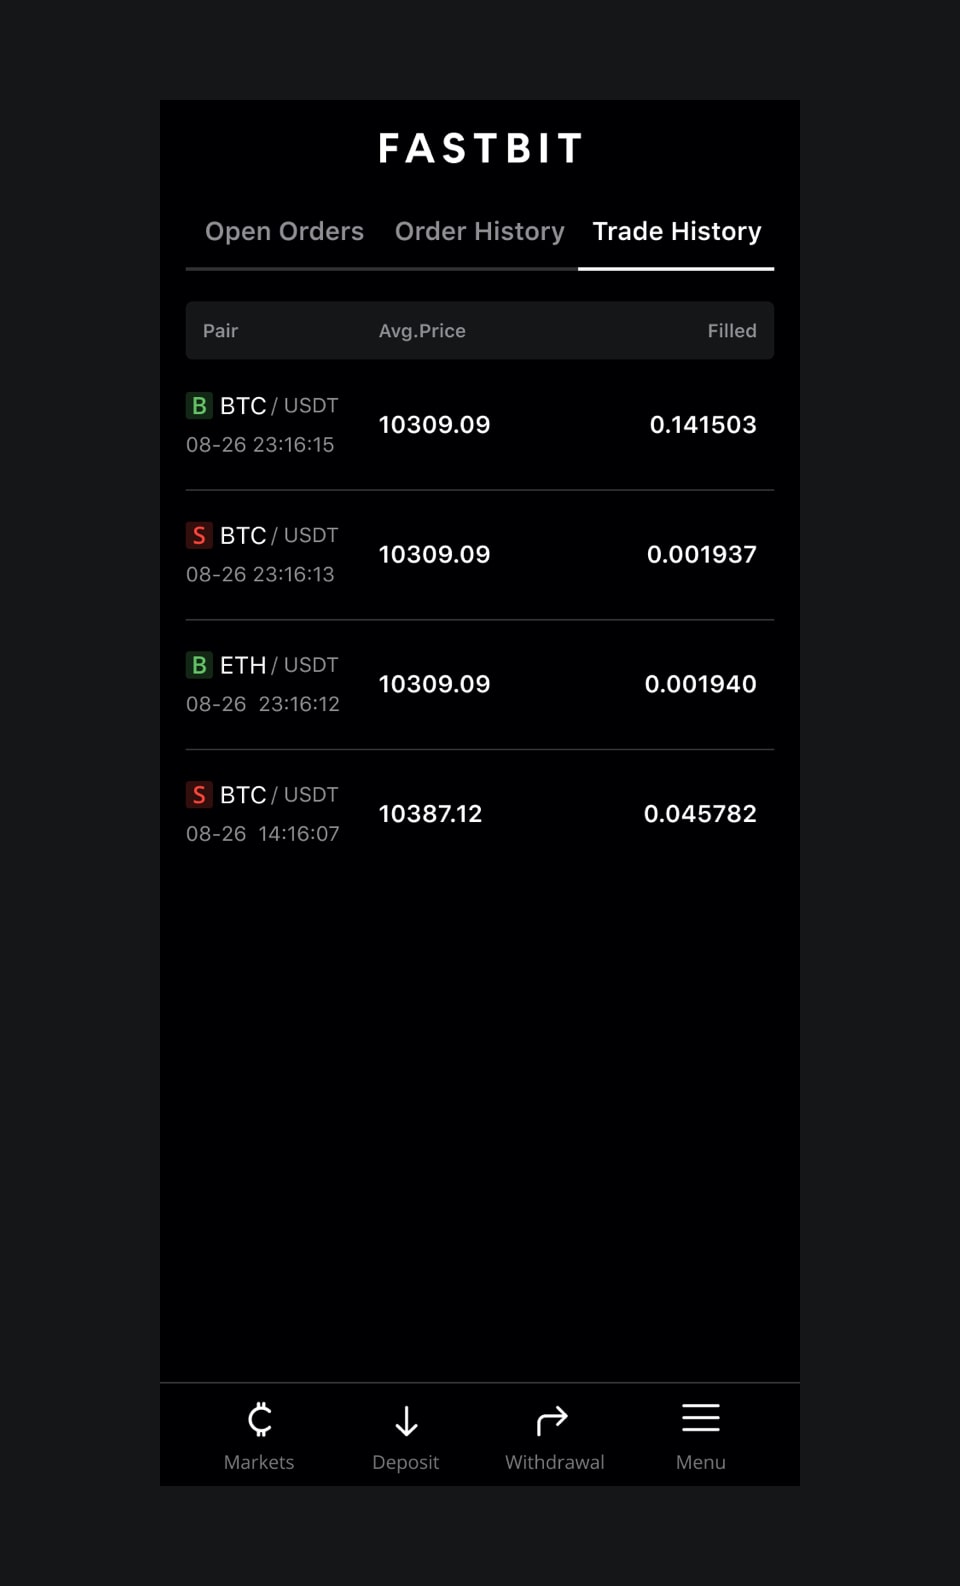 FASTBIT
Open Orders Order History Trade History
Pair Avg.Price Filled
B BTC / USDT
08-26 23:16:15
10309.09 0.141503
S BTC / USDT
08-26 23:16:13
10309.09 0.001937
B ETH / USDT
08-26 23:16:12
10309.09 0.001940
S BTC / USDT
08-26 14:16:07
10387.12 0.045782
Markets Deposit Withdrawal Menu